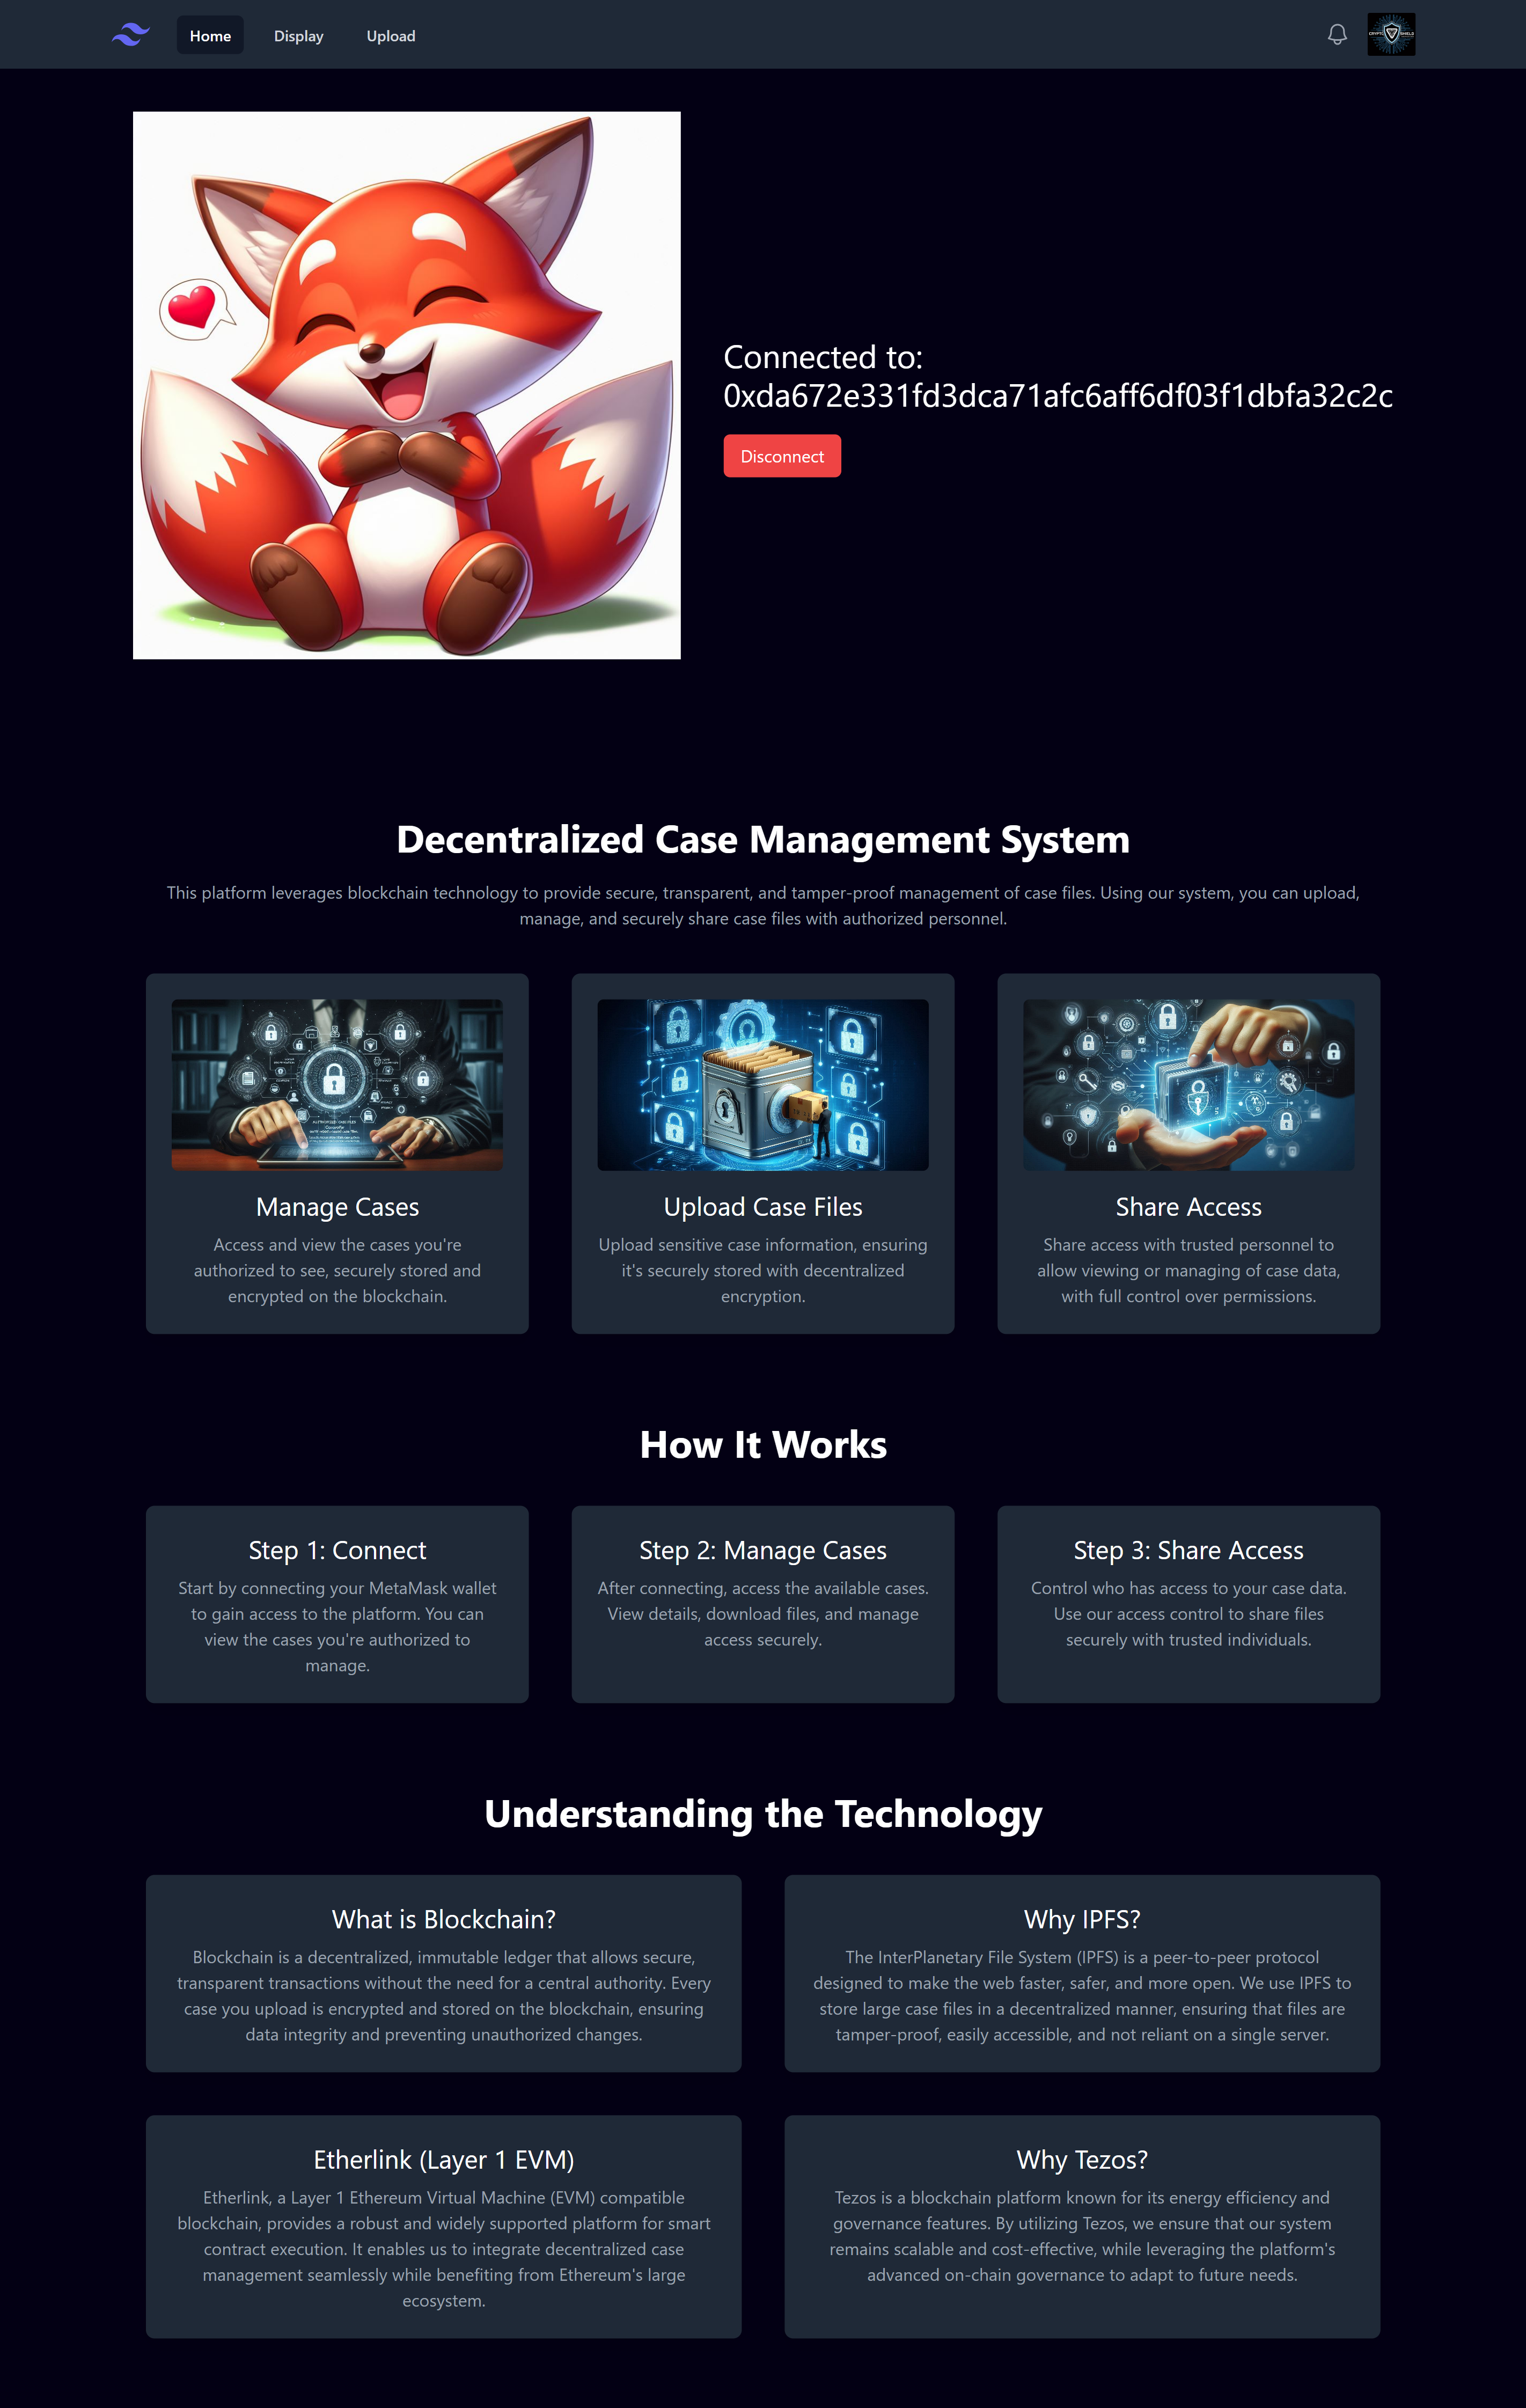 Home
Display
Upload
CRYPTO SHIELD
Connected to:
0xda672e331fd3dca71afc6aff6df03f1dbfa32c2c
Disconnect
Decentralized Case Management System
This platform leverages blockchain technology to provide secure, transparent, and tamper-proof management of case files. Using our system, you can upload,
manage, and securely share case files with authorized personnel.
Manage Cases
Access and view the cases you're
authorized to see, securely stored and
encrypted on the blockchain.
Upload Case Files
Upload sensitive case information, ensuring
it's securely stored with decentralized
encryption.
Share Access
Share access with trusted personnel to
allow viewing or managing of case data,
with full control over permissions.
How It Works
Step 1: Connect
Start by connecting your MetaMask wallet
to gain access to the platform. You can
view the cases you're authorized to
manage.
Step 2: Manage Cases
After connecting, access the available cases.
View details, download files, and manage
access securely.
Step 3: Share Access
Control who has access to your case data.
Use our access control to share files
securely with trusted individuals.
Understanding the Technology
What is Blockchain?
Blockchain is a decentralized, immutable ledger that allows secure,
transparent transactions without the need for a central authority. Every
case you upload is encrypted and stored on the blockchain, ensuring
data integrity and preventing unauthorized changes.
Why IPFS?
The InterPlanetary File System (IPFS) is a peer-to-peer protocol
designed to make the web faster, safer, and more open. We use IPFS to
store large case files in a decentralized manner, ensuring that files are
tamper-proof, easily accessible, and not reliant on a single server.
Etherlink (Layer 1 EVM)
Etherlink, a Layer 1 Ethereum Virtual Machine (EVM) compatible
blockchain, provides a robust and widely supported platform for smart
contract execution. It enables us to integrate decentralized case
management seamlessly while benefiting from Ethereum's large
ecosystem.
Why Tezos?
Tezos is a blockchain platform known for its energy efficiency and
governance features. By utilizing Tezos, we ensure that our system
remains scalable and cost-effective, while leveraging the platform's
advanced on-chain governance to adapt to future needs.